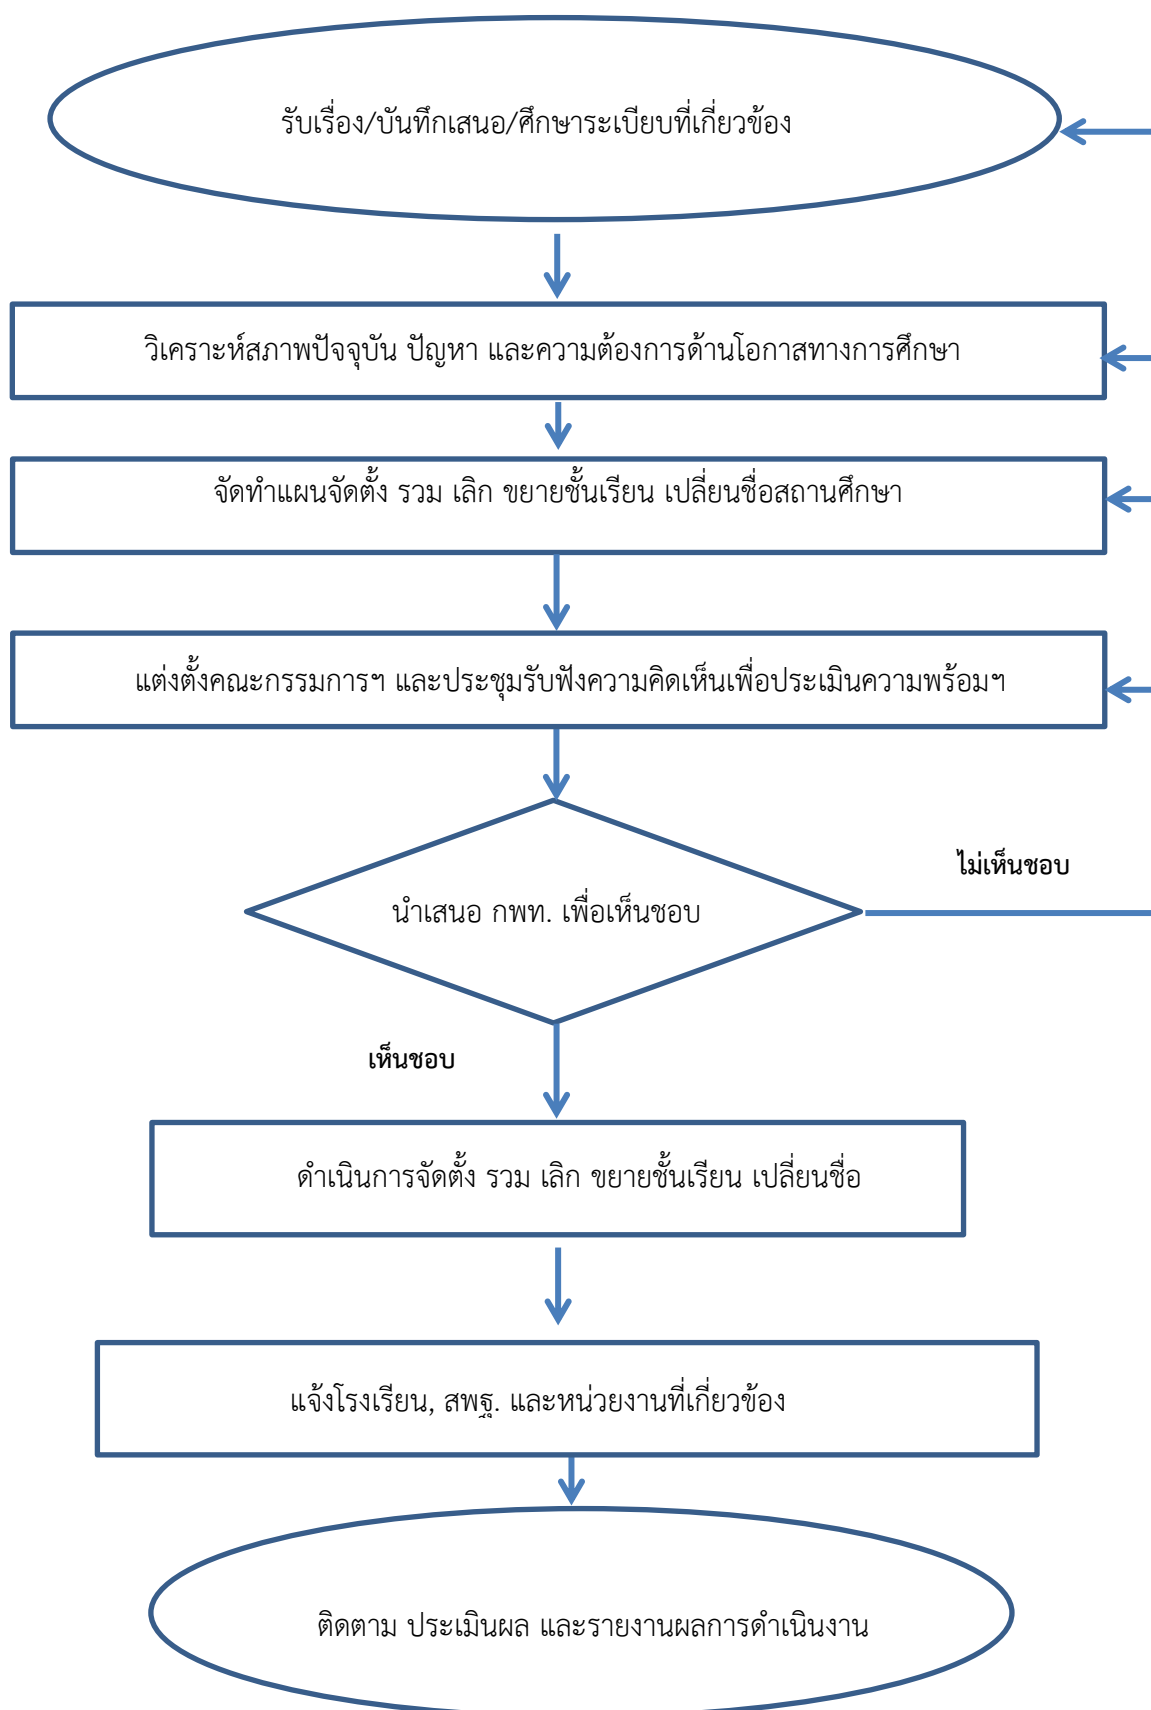 รับเรื่อง/บันทึกเสนอ/ศึกษาระเบียบที่เกี่ยวข้อง
วิเคราะห์สภาพปัจจุบัน ปัญหา และความต้องการด้านโอกาสทางการศึกษา
จัดทำแผนจัดตั้ง รวม เลิก ขยายชั้นเรียน เปลี่ยนชื่อสถานศึกษา
แต่งตั้งคณะกรรมการฯ และประชุมรับฟังความคิดเห็นเพื่อประเมินความพร้อมฯ
ไม่เห็นชอบ
นำเสนอ กพท. เพื่อเห็นชอบ
เห็นชอบ
ดำเนินการจัดตั้ง รวม เลิก ขยายชั้นเรียน เปลี่ยนชื่อ
แจ้งโรงเรียน, สพฐ. และหน่วยงานที่เกี่ยวข้อง
ติดตาม ประเมินผล และรายงานผลการดำเนินงาน